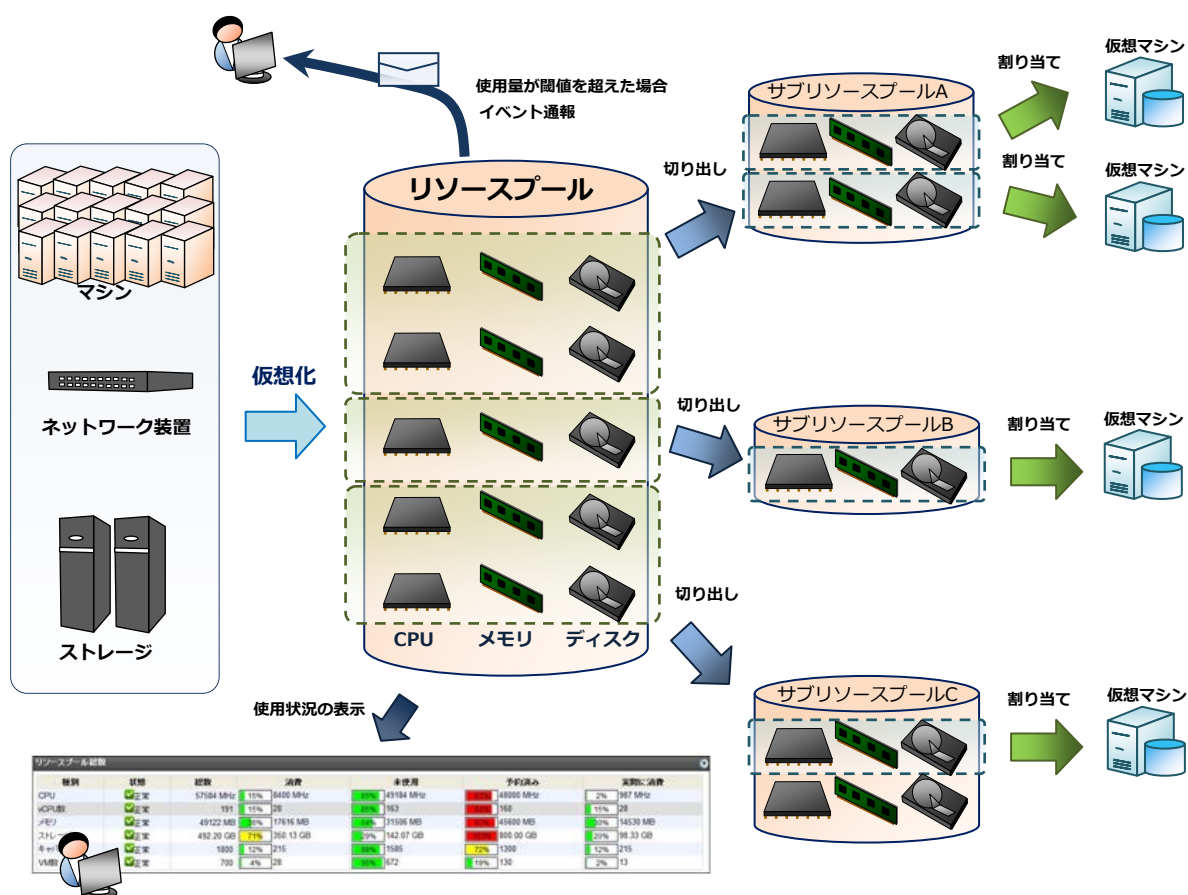 使用量が閾値を超えた場合
イベント通報
マシン
ネットワーク装置
ストレージ
仮想化
リソースプール
CPU メモリ ディスク
切り出し
サブリソースプールA
割り当て
仮想マシン
割り当て
仮想マシン
切り出し
サブリソースプールB
割り当て
仮想マシン
切り出し
サブリソースプールC
割り当て
仮想マシン
使用状況の表示
リソースプール総数
種別 状態 総数 消費 未使用 予約済み 実際に消費
CPU 正常 57584 MHz 15% 8400 MHz 49184 MHz 48000 MHz 2% 987 MHz
vCPU数 正常 191 15% 28 163 160 15% 28
メモリ 正常 49122 MB 17616 MB 31506 MB 45600 MB 14530 MB
正常 492.20 GB 71% 350.13 GB 29% 142.07 GB 800.00 GB 20% 98.33 GB
正常 1800 12% 215 1585 72% 1300 12% 215
VM数 正常 700 4% 28 672 19% 130 2% 13